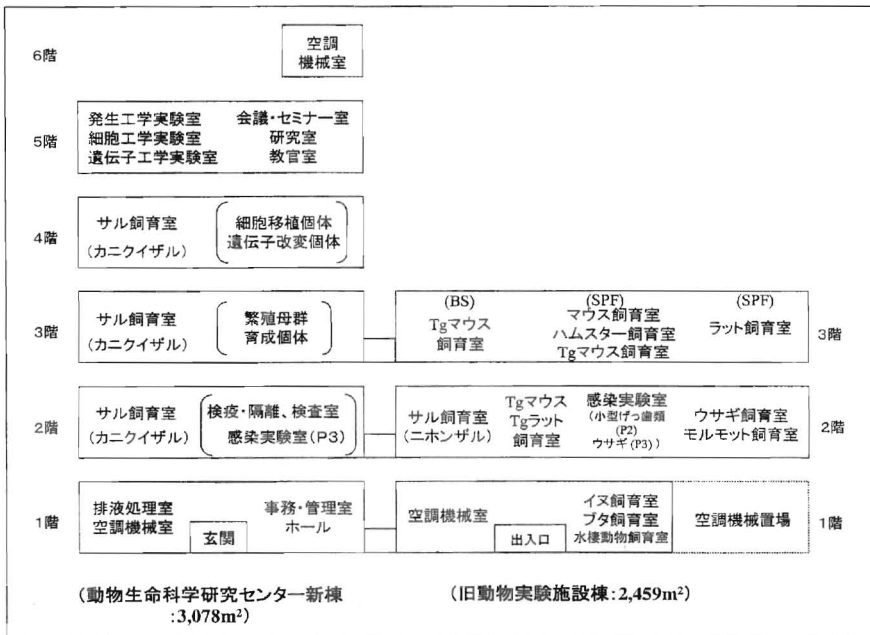 6階
空調
機械室
5階
発生工学実験室
細胞工学実験室
遺伝子工学実験室
会議・セミナー室
研究室
教官室
4階
サル飼育室
(カニクイザル)
細胞移植個体
遺伝子改変個体
3階
サル飼育室
(カニクイザル)
繁殖母群
育成個体
(BS)
Tgマウス
飼育室
(SPF)
マウス飼育室
ハムスター飼育室
Tgマウス飼育室
(SPF)
ラット飼育室
3階
2階
サル飼育室
(カニクイザル)
検疫・隔離、検査室
感染実験室(P3)
サル飼育室
(ニホンザル)
Tgマウス
Tgラット
飼育室
感染実験室
(小型げっ歯類
(P2)
ウサギ(P3))
ウサギ飼育室
モルモット飼育室
2階
1階
排液処理室
空調機械室
玄関
事務・管理室
ホール
空調機械室
出入口
イヌ飼育室
ブタ飼育室
水棲動物飼育室
空調機械置場
1階
(動物生命科学研究センター新棟
:3,078m²)
(旧動物実験施設棟:2,459m²)